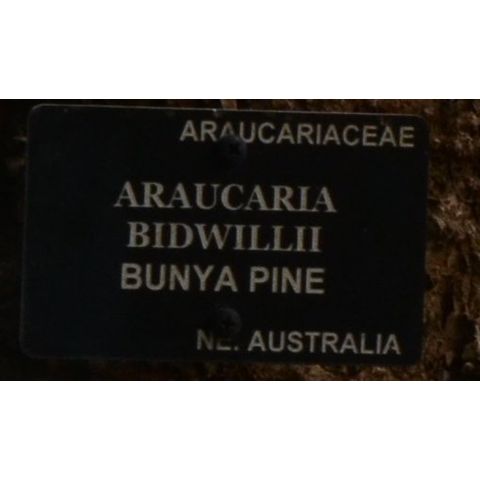 ARAUCARIACEAE
ARAUCARIA
BIDWILLII
BUNYA PINE
NE. AUSTRALIA